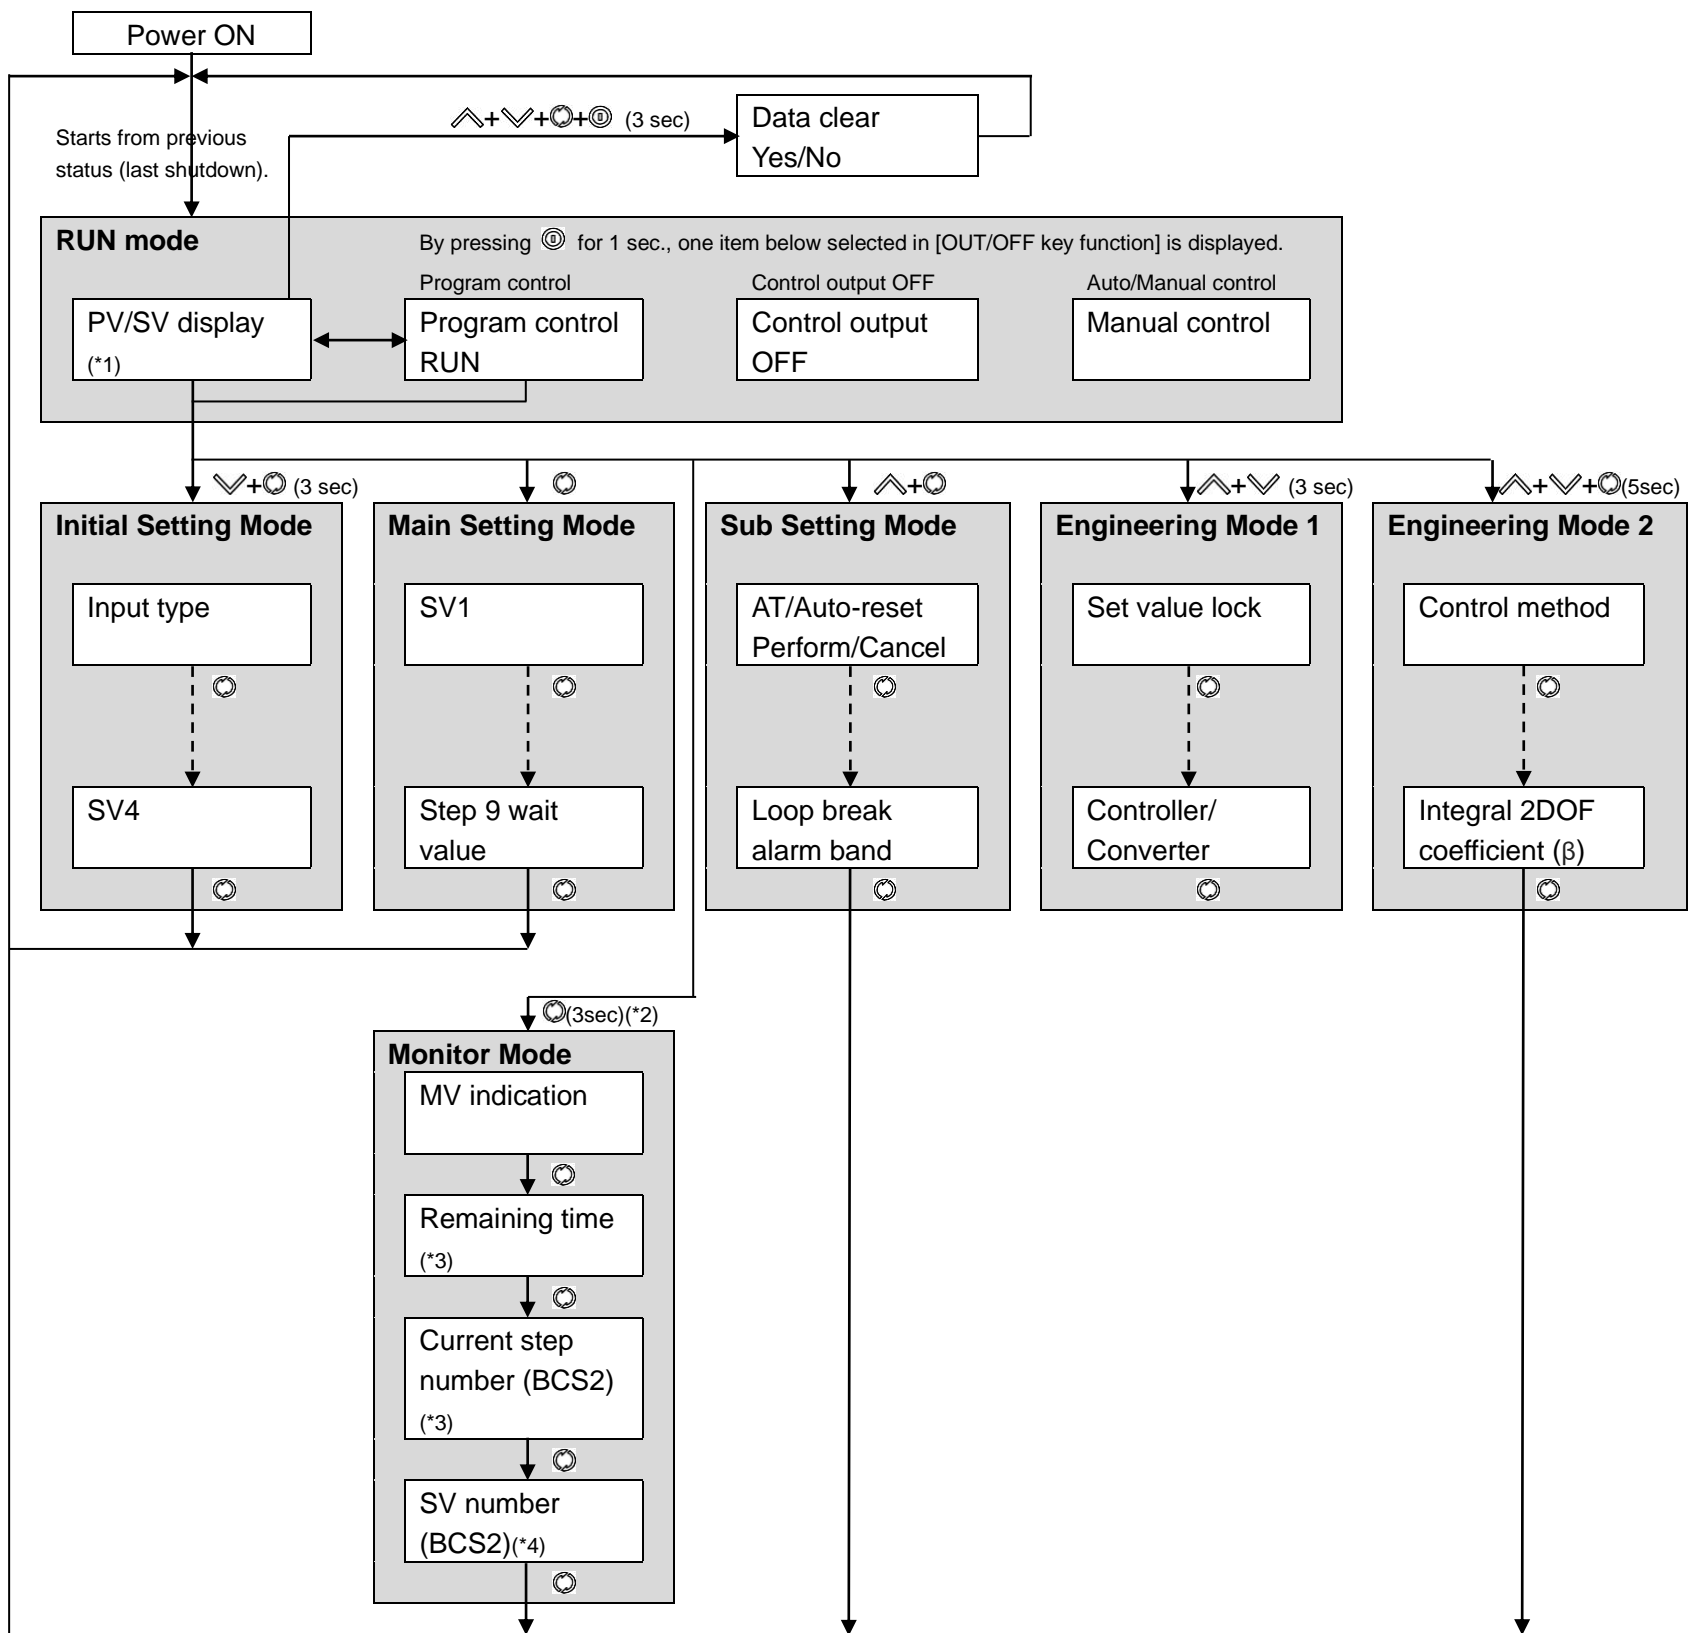 Power ON
Starts from previous
status (last shutdown).
+ + + (3 sec)
Data clear
Yes/No
RUN mode
By pressing for 1 sec., one item below selected in [OUT/OFF key function] is displayed.
Program control
Control output OFF
Auto/Manual control
PV/SV display
(*1)
Program control
RUN
Control output
OFF
Manual control
+ (3 sec)
+
+ (3 sec)
+ + (5sec)
Initial Setting Mode
Input type
SV4
Main Setting Mode
SV1
Step 9 wait
value
Sub Setting Mode
AT/Auto-reset
Perform/Cancel
Loop break
alarm band
Engineering Mode 1
Set value lock
Controller/
Converter
Engineering Mode 2
Control method
Integral 2DOF
coefficient (β)
(3sec)(*2)
Monitor Mode
MV indication
Remaining time
(*3)
Current step
number (BCS2)
(*3)
SV number
(BCS2)(*4)